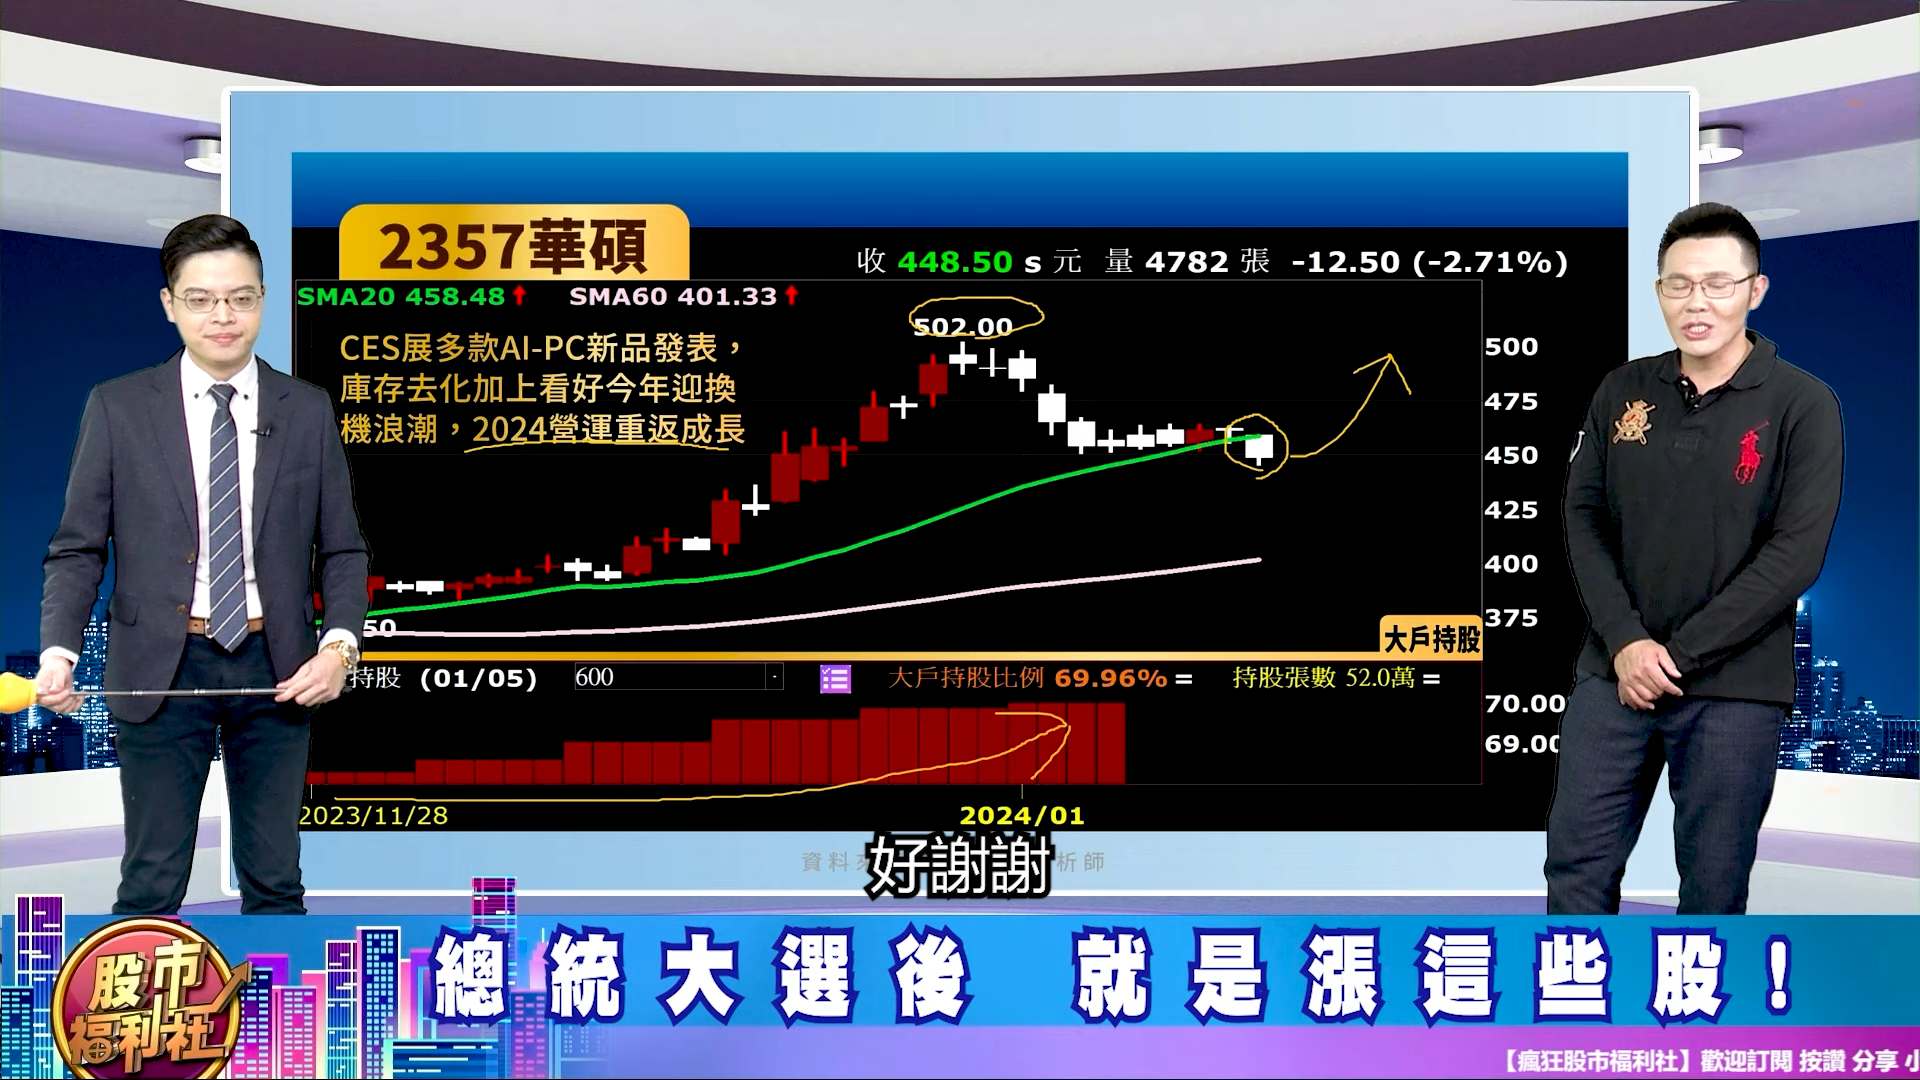 2357華碩
收 448.50 s 元 量 4782 張 -12.50 (-2.71%)
SMA20 458.48↑ SMA60 401.33↑
502.00
CES展多款AI-PC新品發表，
庫存去化加上看好今年迎換
機浪潮，2024營運重返成長
500
475
450
425
400
375
50
大戶持股
持股 (01/05) 600 大戶持股比例 69.96% = 持股張數 52.0萬 =
70.00
69.00
2023/11/28 2024/01
資料 析師
好謝謝
總統大選後 就是漲這些股！
股市福利社
【瘋狂股市福利社】歡迎訂閱 按讚 分享 小